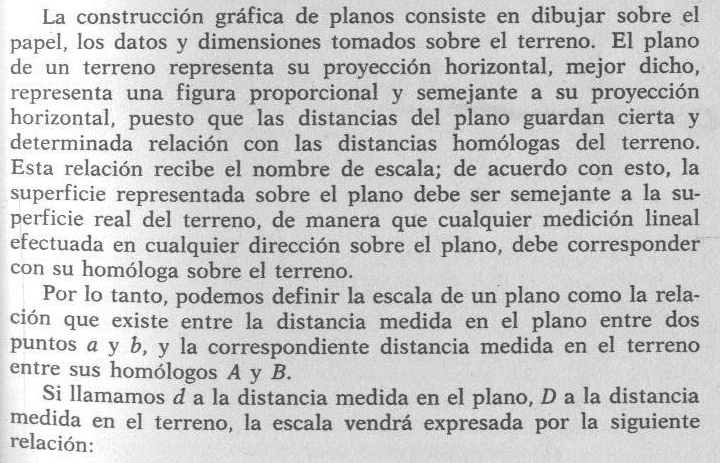 La construcción gráfica de planos consiste en dibujar sobre el
papel, los datos y dimensiones tomados sobre el terreno. El plano
de un terreno representa su proyección horizontal, mejor dicho,
representa una figura proporcional y semejante a su proyección
horizontal, puesto que las distancias del plano guardan cierta y
determinada relación con las distancias homólogas del terreno.
Esta relación recibe el nombre de escala; de acuerdo con esto, la
superficie representada sobre el plano debe ser semejante a la su-
perficie real del terreno, de manera que cualquier medición lineal
efectuada en cualquier dirección sobre el plano, debe corresponder
con su homóloga sobre el terreno.
Por lo tanto, podemos definir la escala de un plano como la rela-
ción que existe entre la distancia medida en el plano entre dos
puntos a y b, y la correspondiente distancia medida en el terreno
entre sus homólogos A y B.
Si llamamos d a la distancia medida en el plano, D a la distancia
medida en el terreno, la escala vendrá expresada por la siguiente
relación: